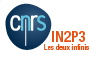 cnrs
IN2P3
Les deux infinis